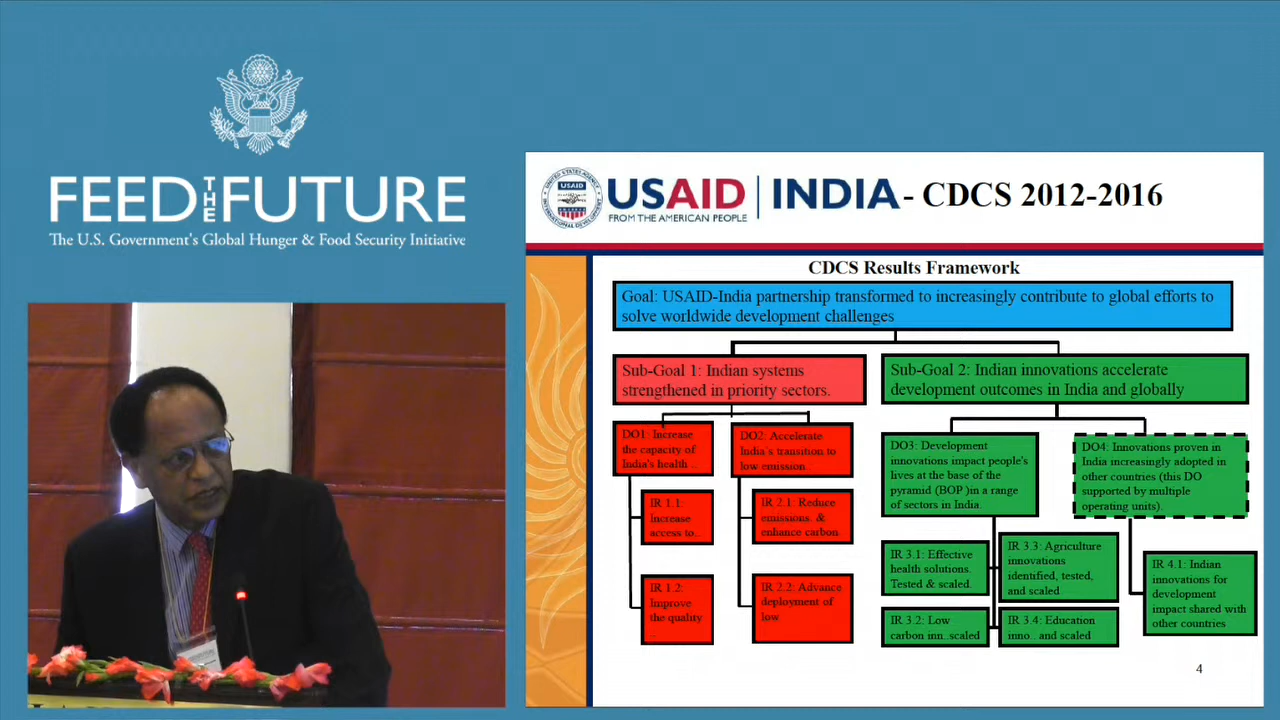 FEED THE FUTURE
The U.S. Government's Global Hunger & Food Security Initiative
UNITED STATES AGENCY
INTERNATIONAL DEVELOPMENT
USAID
USAID
FROM THE AMERICAN PEOPLE
INDIA - CDCS 2012-2016
CDCS Results Framework
Goal: USAID-India partnership transformed to increasingly contribute to global efforts to
solve worldwide development challenges
Sub-Goal 1: Indian systems
strengthened in priority sectors.
Sub-Goal 2: Indian innovations accelerate
development outcomes in India and globally
DO1: Increase
the capacity of
India's health ..
DO2: Accelerate
India's transition to
low emission.
DO3: Development
innovations impact people's
lives at the base of the
pyramid (BOP )in a range
of sectors in India.
DO4: Innovations proven in
India increasingly adopted in
other countries (this DO
supported by multiple
operating units).
IR 1.1:
Increase
access to..
IR 2.1: Reduce
emissions. &
enhance carbon
IR 3.1: Effective
health solutions.
Tested & scaled.
IR 3.3: Agriculture
innovations
identified, tested,
and scaled
IR 4.1: Indian
innovations for
development
impact shared with
other countries
IR 1.2:
Improve
the quality
..
IR 2.2: Advance
deployment of
low
IR 3.2: Low
carbon inn..scaled
IR 3.4: Education
inno.. and scaled
4